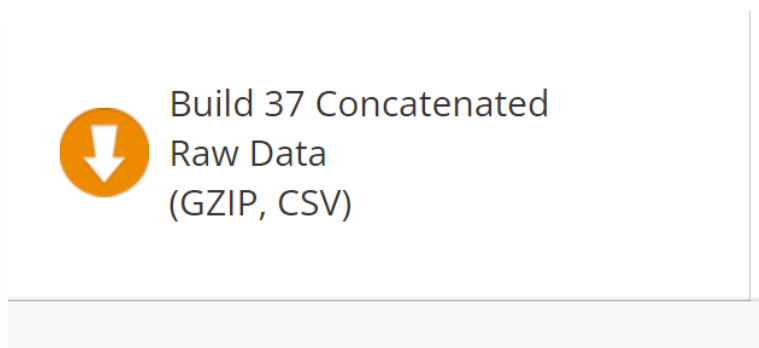 Build 37 Concatenated
Raw Data
(GZIP, CSV)